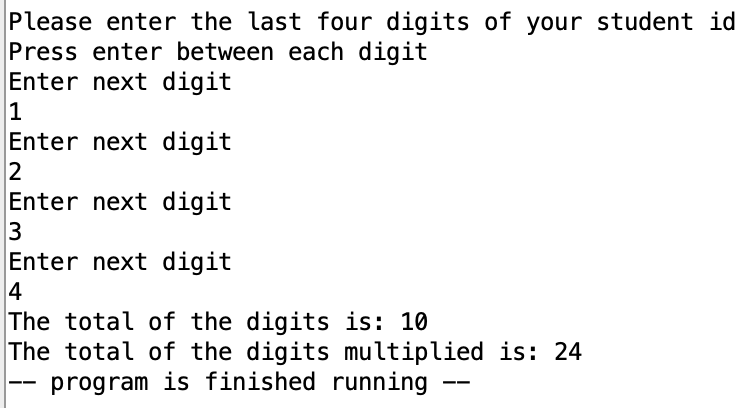 Please enter the last four digits of your student id
Press enter between each digit
Enter next digit
1
Enter next digit
2
Enter next digit
3
Enter next digit
4
The total of the digits is: 10
The total of the digits multiplied is: 24
-- program is finished running --